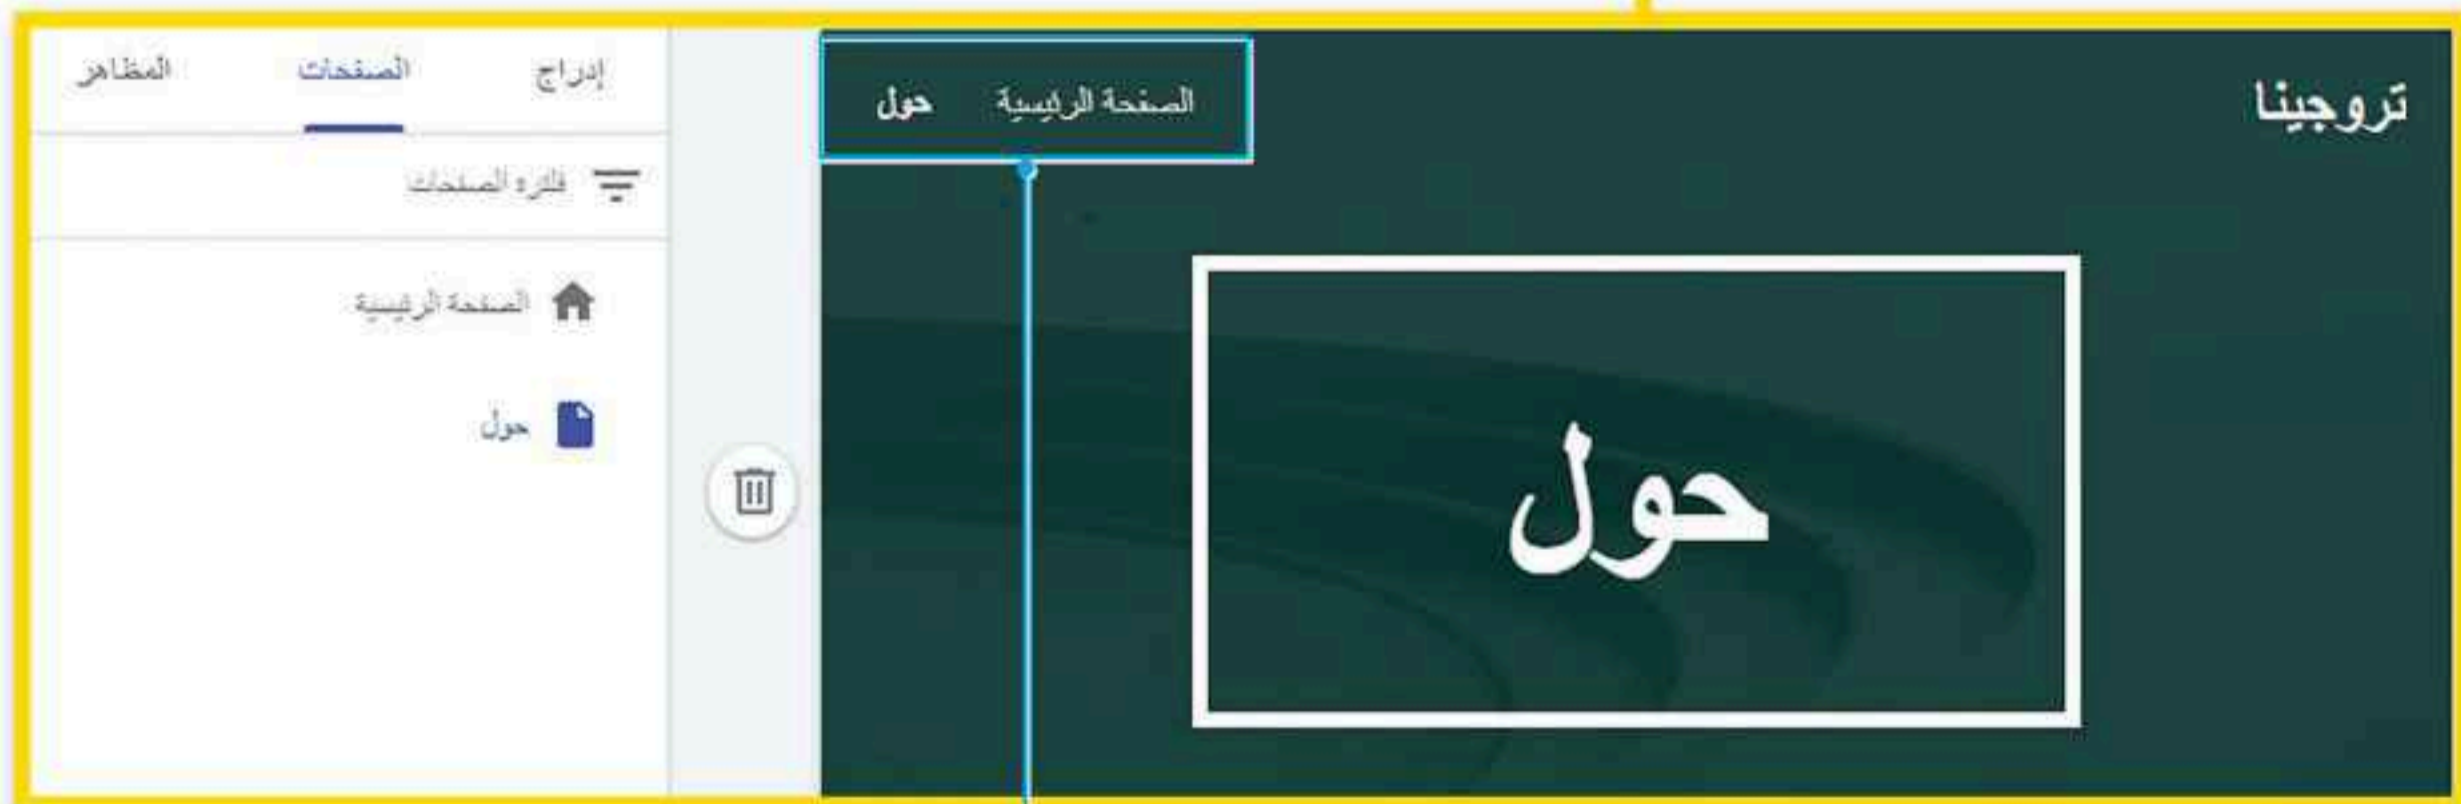 تروجينا
الصفحة الرئيسية حول
حول
إدراج الصفحات المظاهر
فلترة الصفحات
الصفحة الرئيسية
حول